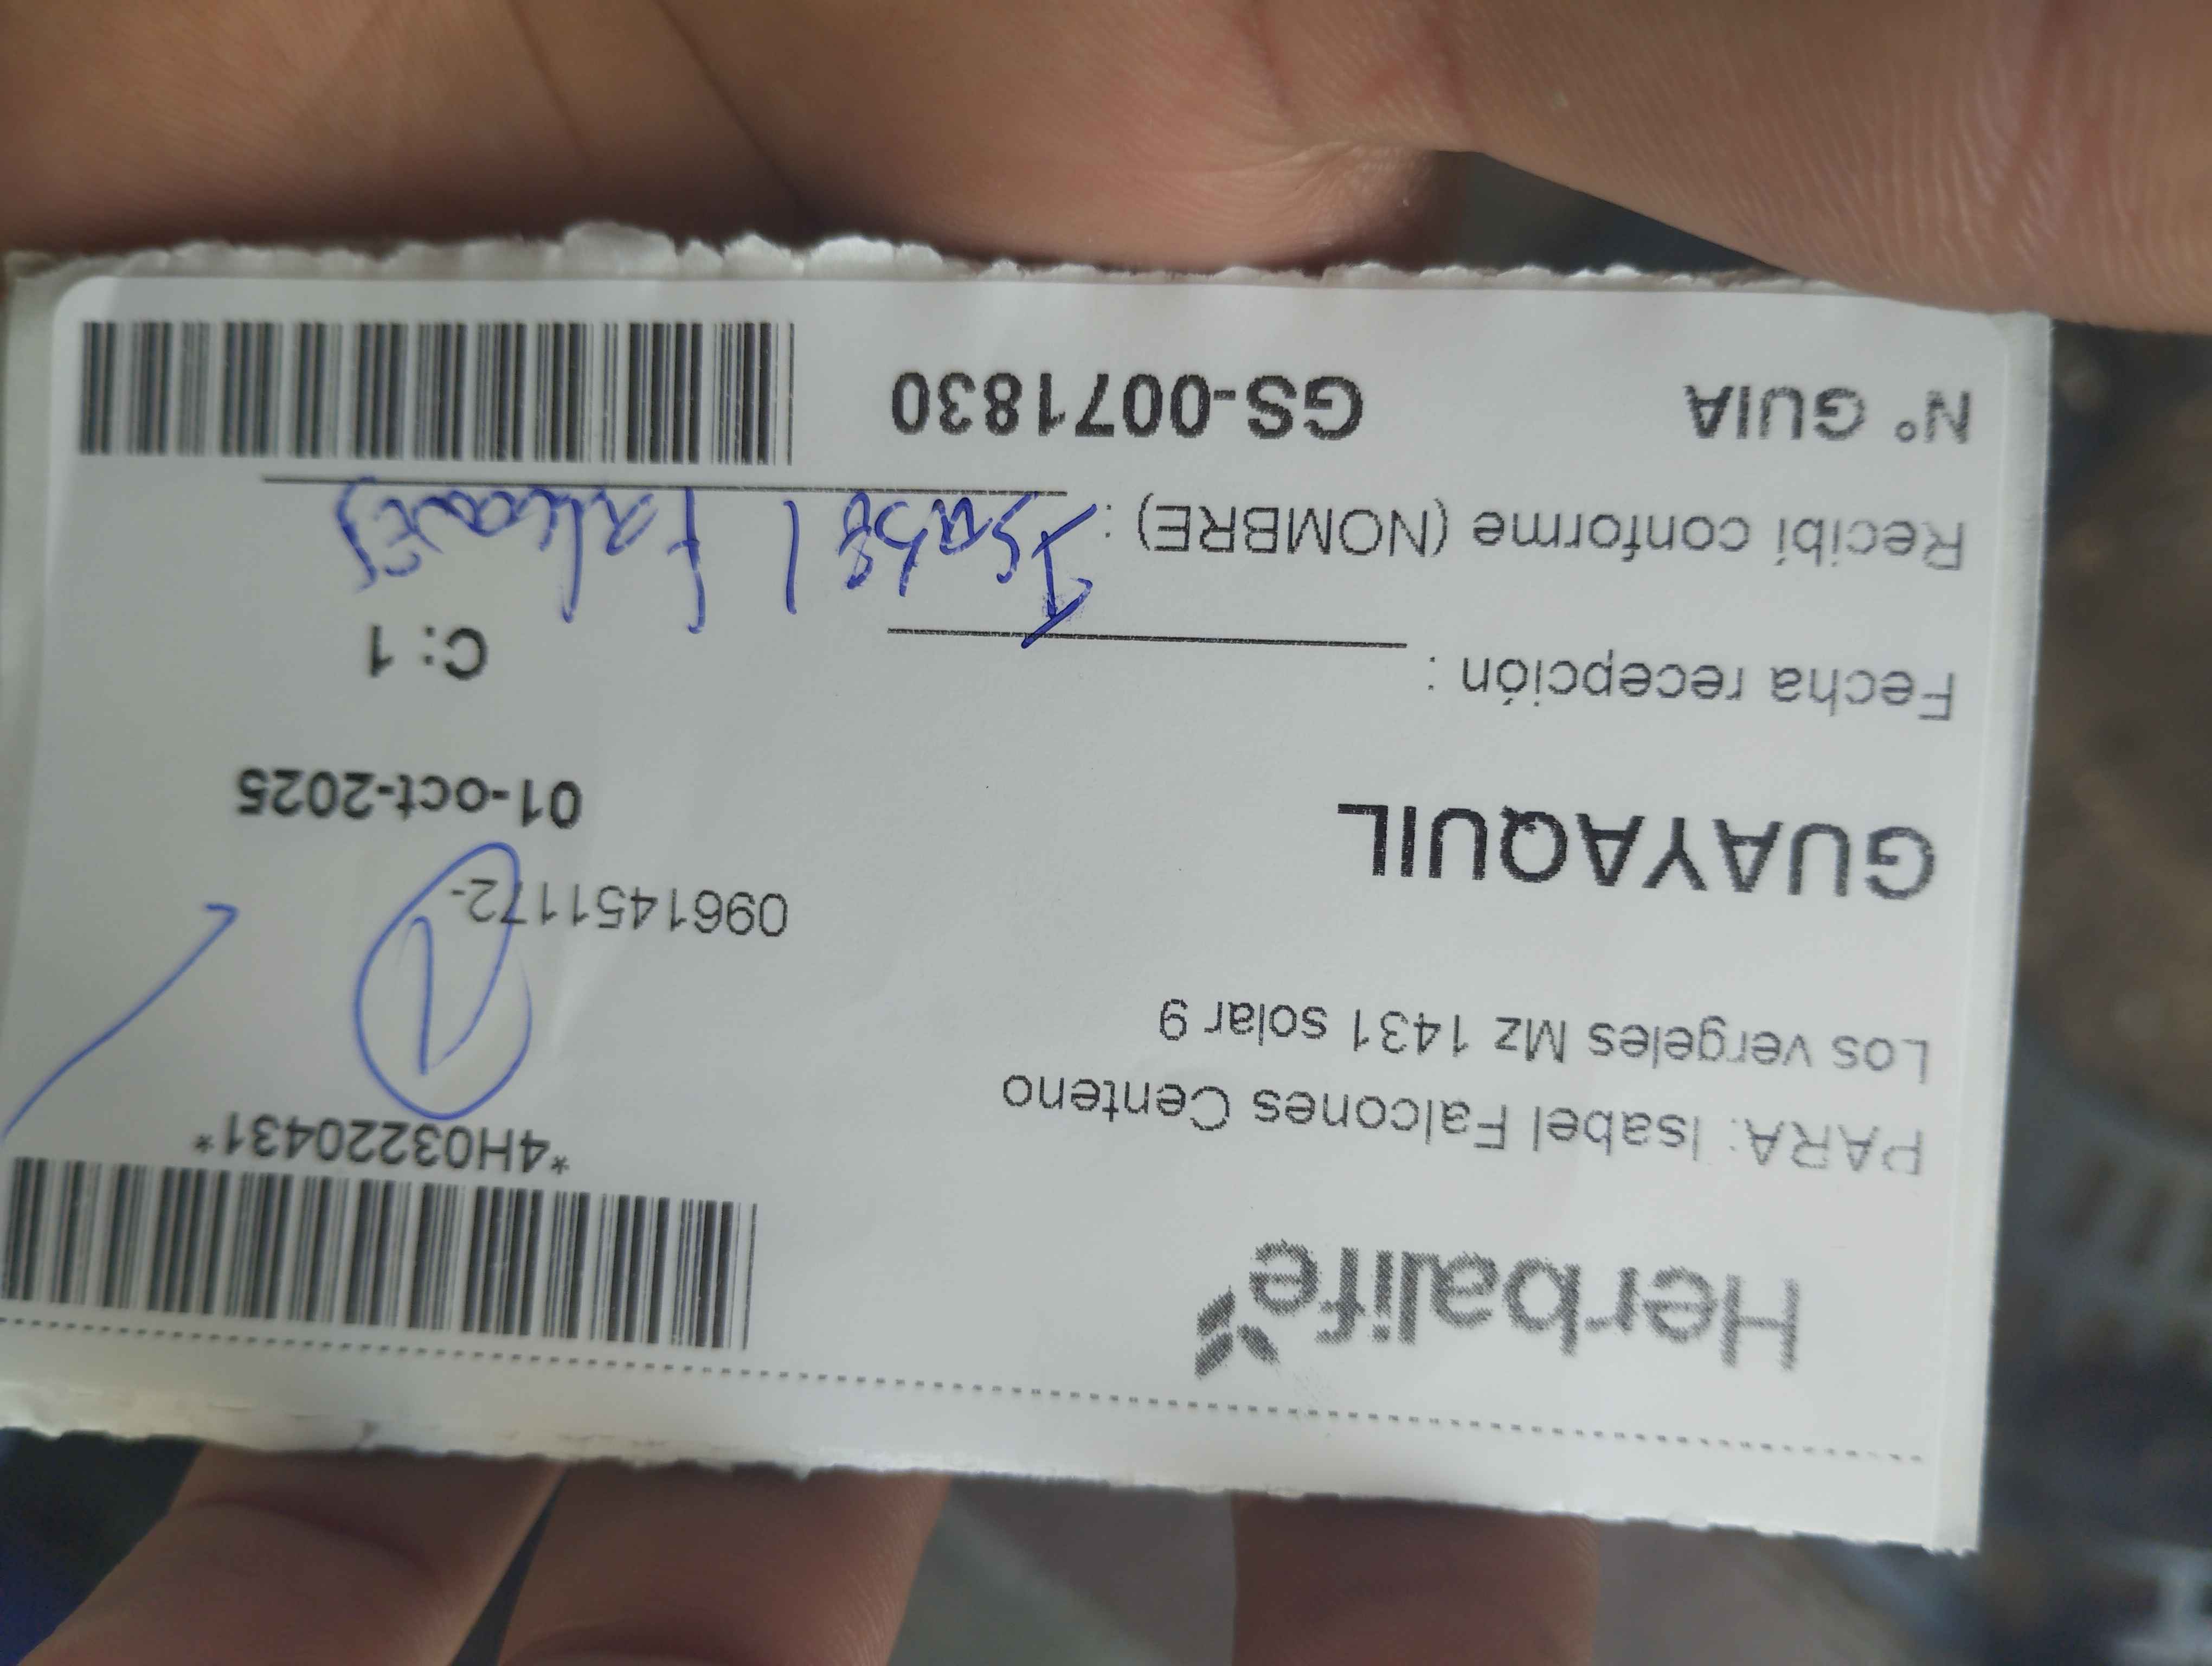 Herbalife
*4H03220431*
PARA: Isabel Falcones Centeno
Los vergeles Mz 1431 solar 9
0961451172-
GUAYAQUIL
01-oct-2025
Fecha recepción :
C: 1
Recibí conforme (NOMBRE) : Isabel Falcones
N° GUIA GS-0071830